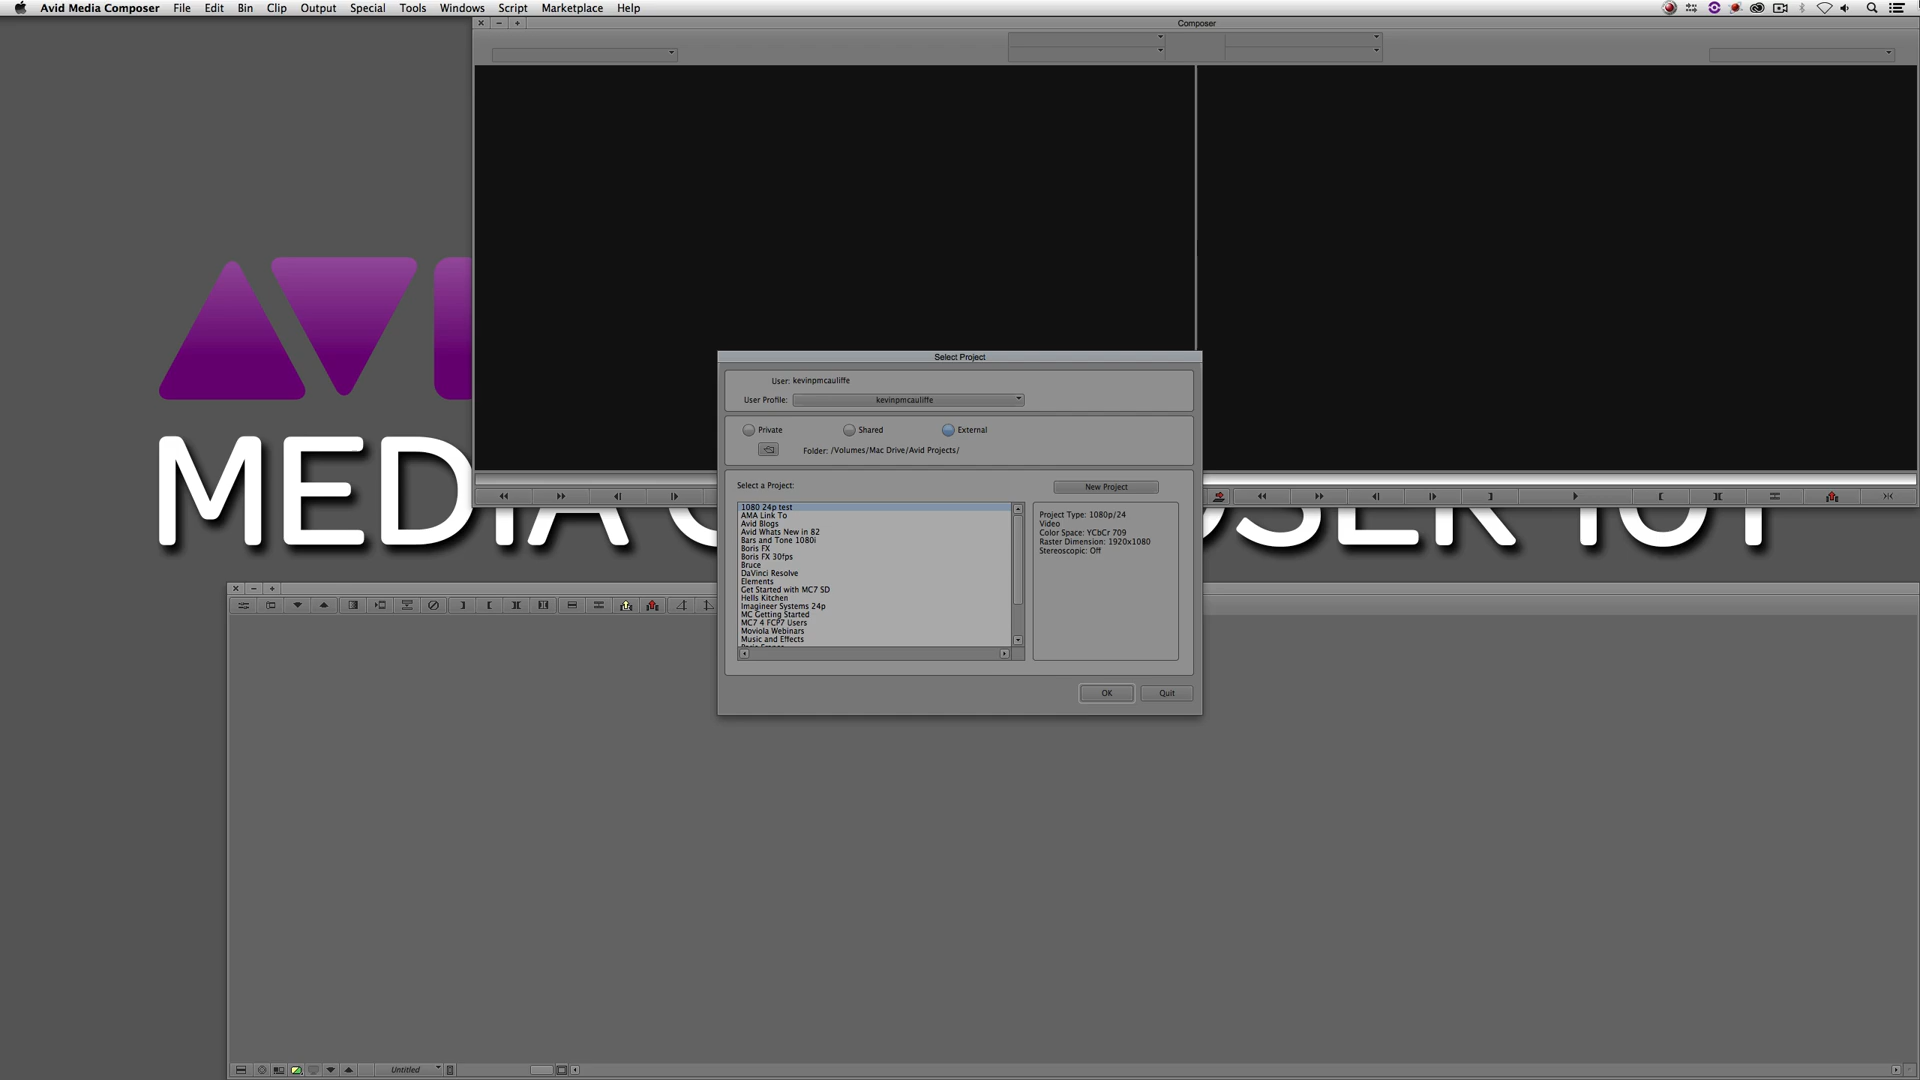 Avid Media Composer File Edit Bin Clip Output Special Tools Windows Script Marketplace Help
Composer
MEDIA
Select Project
User: kevinpmcauliffe
User Profile: kevinpmcauliffe
Private Shared External
Folder: /Volumes/Mac Drive/Avid Projects/
Select a Project:
New Project
1080 24p test
AMA Link To
Avid Blogs
Avid Whats New in 82
Bars and Tone 1080i
Boris FX
Boris FX 30fps
Bruce
DaVinci Resolve
Elements
Get Started with MC7 SD
Hells Kitchen
Imagineer Systems 24p
MC Getting Started
MC7 4 FCP7 Users
Moviola Webinars
Music and Effects
Project Type: 1080p/24
Video
Color Space: YCbCr 709
Raster Dimension: 1920x1080
Stereoscopic: Off
OK Quit
Untitled